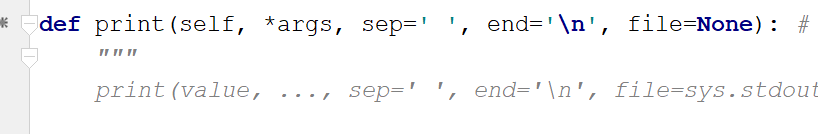 * def print(self, *args, sep=' ', end='\n', file=None): #
"""
print(value, ..., sep=' ', end='\n', file=sys.stdout